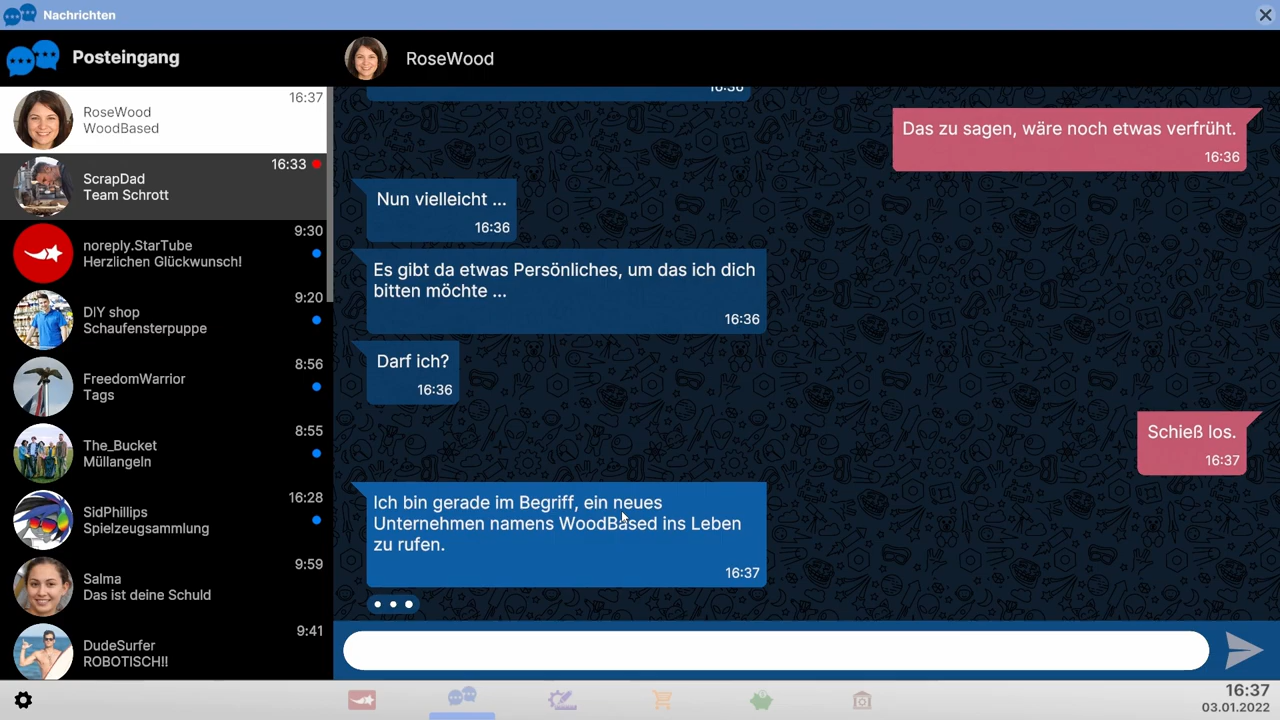 Nachrichten
Posteingang
RoseWood
16:37
RoseWood
WoodBased
16:33
ScrapDad
Team Schrott
9:30
noreply.StarTube
Herzlichen Glückwunsch!
9:20
DIY shop
Schaufensterpuppe
8:56
FreedomWarrior
Tags
8:55
The_Bucket
Müllangeln
16:28
SidPhillips
Spielzeugsammlung
9:59
Salma
Das ist deine Schuld
9:41
DudeSurfer
ROBOTISCH!!
16:36
Das zu sagen, wäre noch etwas verfrüht.
16:36
Nun vielleicht ...
16:36
Es gibt da etwas Persönliches, um das ich dich
bitten möchte ...
16:36
Darf ich?
16:36
Schieß los.
16:37
Ich bin gerade im Begriff, ein neues
Unternehmen namens WoodBased ins Leben
zu rufen.
16:37
16:37
03.01.2022